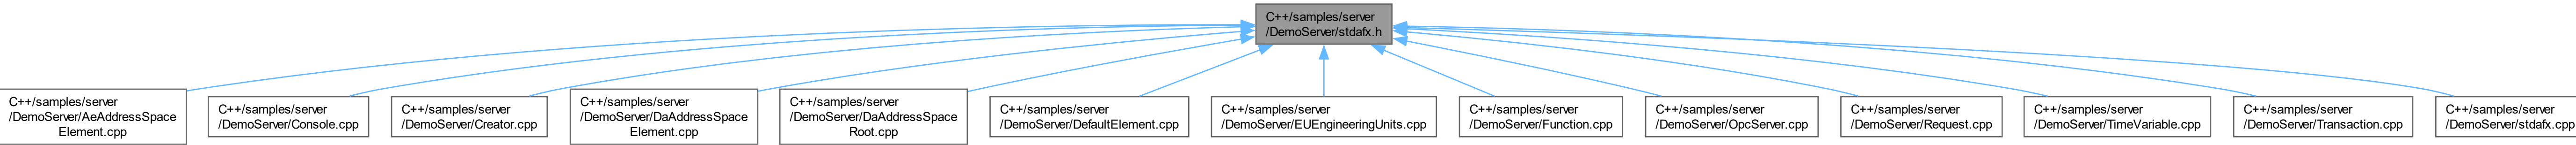 C++/samples/server
/DemoServer/stdafx.h
C++/samples/server
/DemoServer/AeAddressSpace
Element.cpp
C++/samples/server
/DemoServer/Console.cpp
C++/samples/server
/DemoServer/Creator.cpp
C++/samples/server
/DemoServer/DaAddressSpace
Element.cpp
C++/samples/server
/DemoServer/DaAddressSpace
Root.cpp
C++/samples/server
/DemoServer/DefaultElement.cpp
C++/samples/server
/DemoServer/EUEngineeringUnits.cpp
C++/samples/server
/DemoServer/Function.cpp
C++/samples/server
/DemoServer/OpcServer.cpp
C++/samples/server
/DemoServer/Request.cpp
C++/samples/server
/DemoServer/TimeVariable.cpp
C++/samples/server
/DemoServer/Transaction.cpp
C++/samples/server
/DemoServer/stdafx.cpp